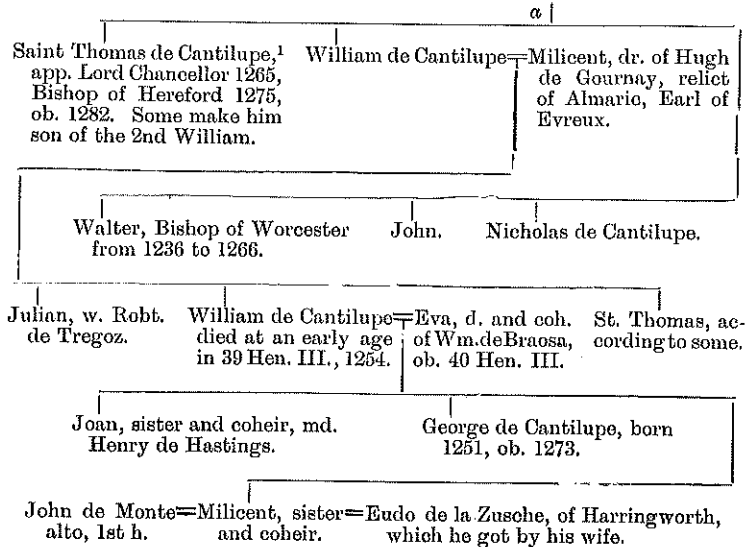 a
Saint Thomas de Cantilupe,¹ William de Cantilupe=Milicent, dr. of Hugh
app. Lord Chancellor 1265, de Gournay, relict
Bishop of Hereford 1275, of Almario, Earl of
ob. 1282. Some make him Evreux.
son of the 2nd William.
Walter, Bishop of Worcester John. Nicholas de Cantilupe.
from 1236 to 1266.
Julian, w. Robt. William de Cantilupe=Eva, d. and coh. St. Thomas, ac-
de Tregoz. died at an early age of Wm.deBraosa, cording to some.
in 39 Hen. III., 1254. ob. 40 Hen. III.
Joan, sister and coheir, md. George de Cantilupe, born
Henry de Hastings. 1251, ob. 1273.
John de Monte=Milicent, sister=Eudo de la Zusche, of Harringworth,
alto, 1st h. and coheir. which he got by his wife.